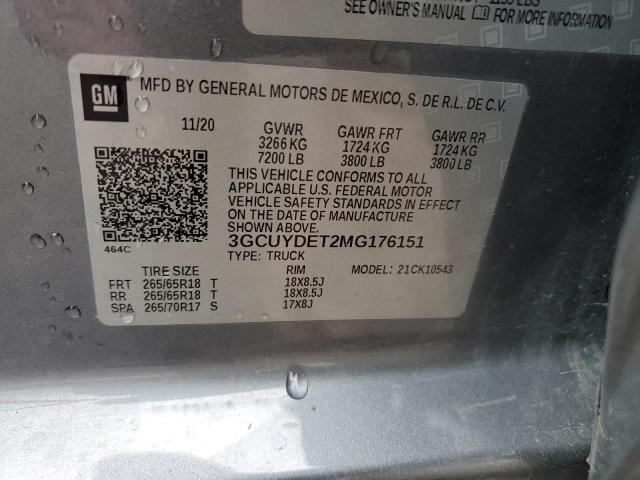 1193 LBS
SEE OWNER'S MANUAL FOR MORE INFORMATION
GM
MFD BY GENERAL MOTORS DE MEXICO, S. DE R.L. DE C.V.
11/20 GVWR GAWR FRT GAWR RR
3266 KG 1724 KG 1724 KG
7200 LB 3800 LB 3800 LB
THIS VEHICLE CONFORMS TO ALL
APPLICABLE U.S. FEDERAL MOTOR
VEHICLE SAFETY STANDARDS IN EFFECT
ON THE DATE OF MANUFACTURE
SHOWN ABOVE.
464C
3GCUYDET2MG176151
TYPE: TRUCK MODEL: 21CK10543
TIRE SIZE RIM
FRT 265/65R18 T 18X8.5J
RR 265/65R18 T 18X8.5J
SPA 265/70R17 S 17X8J